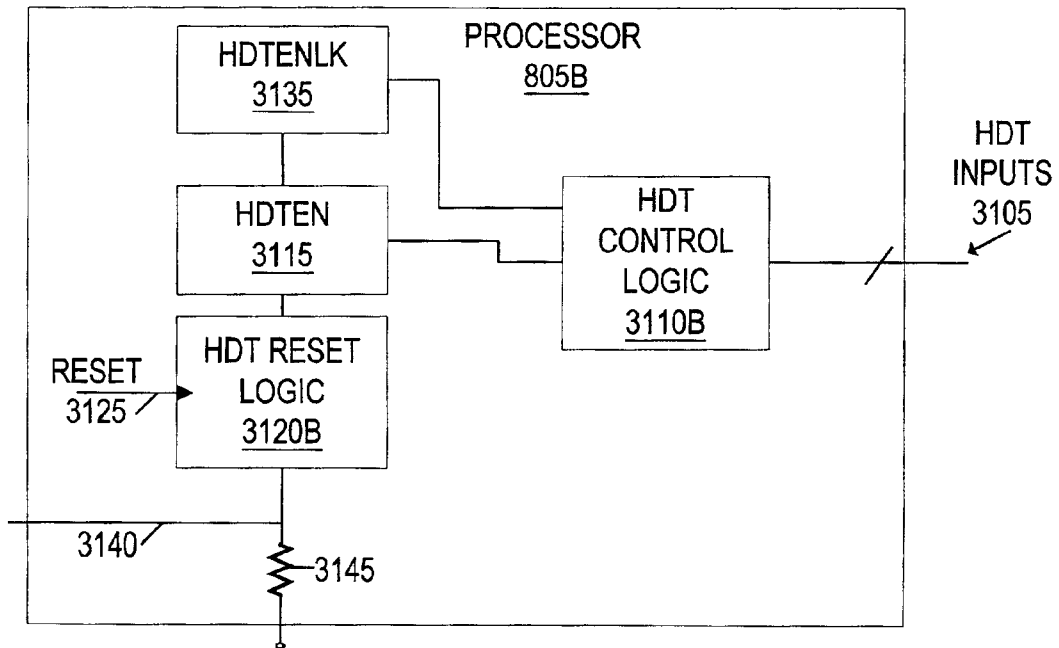 PROCESSOR
805B
HDTENLK
3135
HDTEN
3115
HDT RESET
LOGIC
3120B
RESET
3125
HDT
CONTROL
LOGIC
3110B
HDT
INPUTS
3105
3140
3145